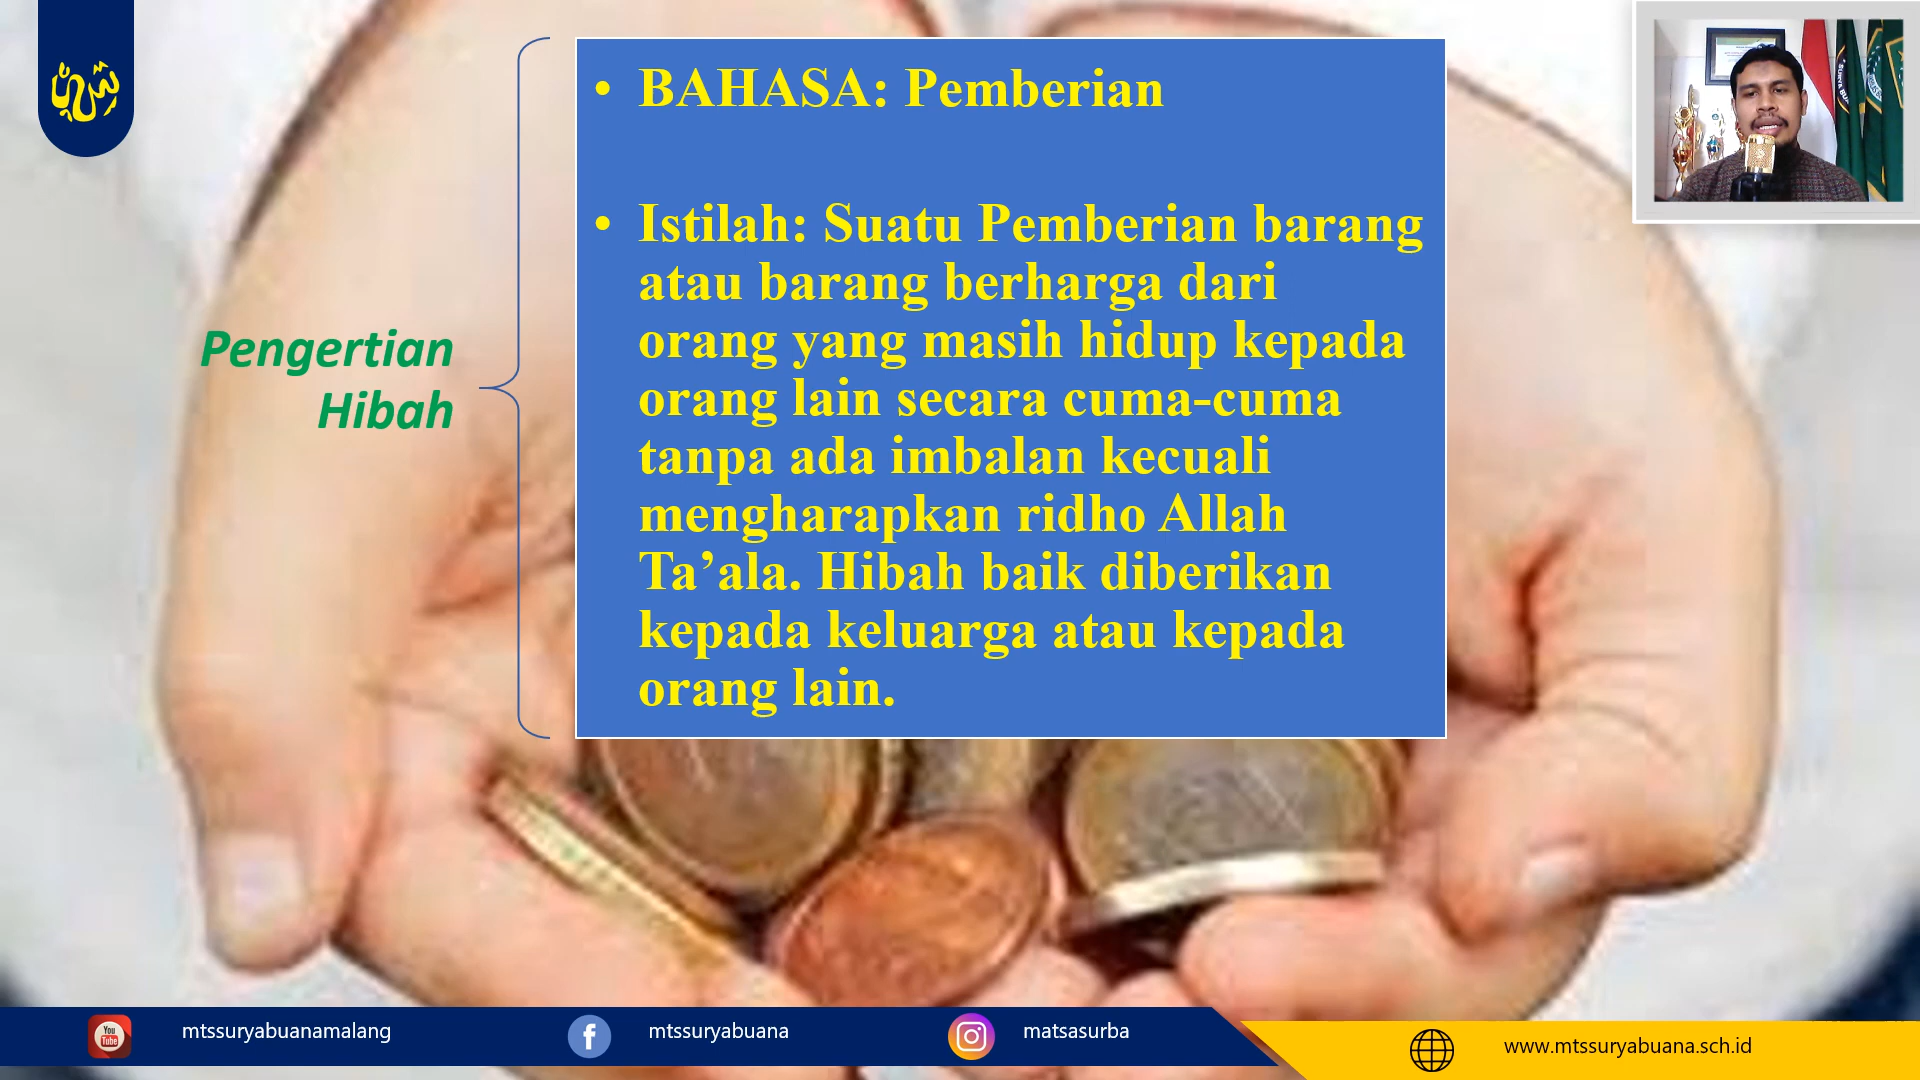 Pengertian
Hibah
• BAHASA: Pemberian
• Istilah: Suatu Pemberian barang
atau barang berharga dari
orang yang masih hidup kepada
orang lain secara cuma-cuma
tanpa ada imbalan kecuali
mengharapkan ridho Allah
Ta’ala. Hibah baik diberikan
kepada keluarga atau kepada
orang lain.
You
Tube
mtssuryabuanamalang
f
mtssuryabuana
matsasurba
www.mtssuryabuana.sch.id